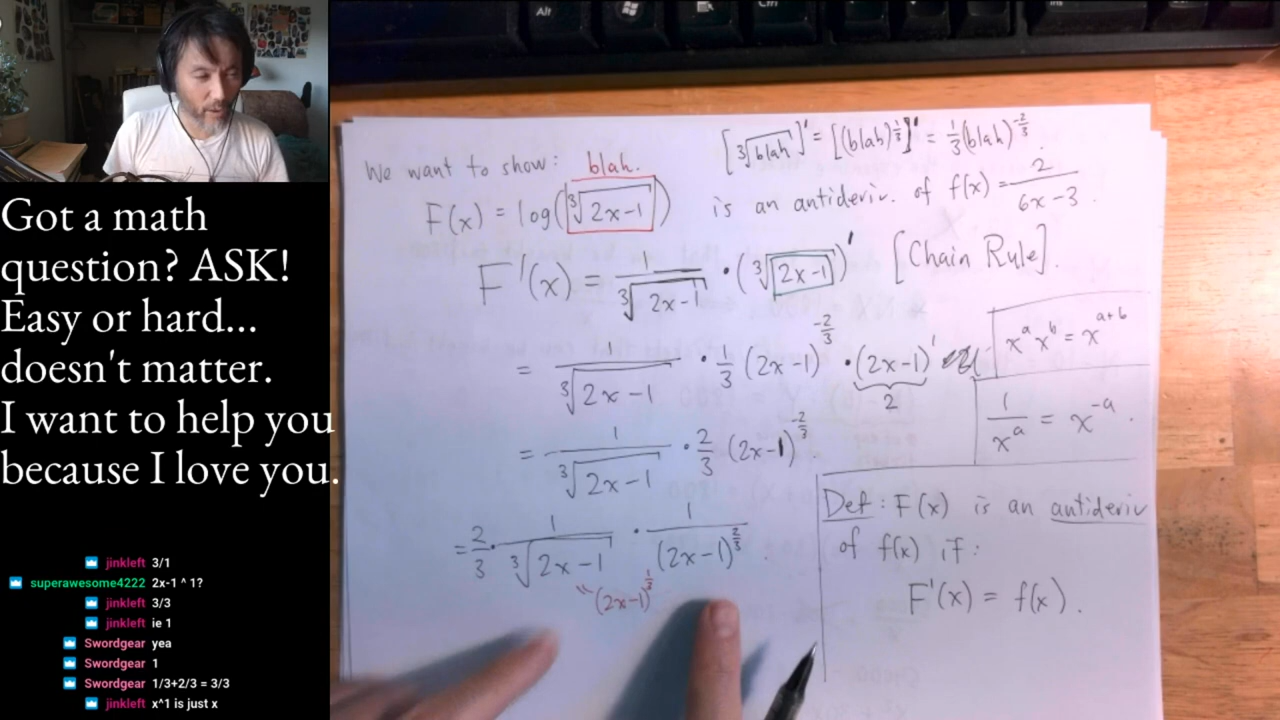 Got a math
question? ASK!
Easy or hard...
doesn't matter.
I want to help you
because I love you.
jinkleft 3/1
superawesome4222 2x-1 ^ 1?
jinkleft 3/3
jinkleft ie 1
Swordgear yea
Swordgear 1
Swordgear 1/3+2/3 = 3/3
jinkleft x^1 is just x
Alt
Ctrl
Ins
[∛blah]' = [(blah)^{1/3}]' = 1/3 (blah)^{-2/3}
We want to show: blah.
F(x) = log(∛(2x-1)) is an antideriv. of f(x) = 2/(6x-3).
F'(x) = 1/∛(2x-1) · (∛(2x-1))' [Chain Rule].
= 1/∛(2x-1) · 1/3 (2x-1)^{-2/3} · (2x-1)'
2
= 1/∛(2x-1) · 2/3 (2x-1)^{-2/3}
= 2/3 · 1/∛(2x-1) · 1/(2x-1)^{2/3}
" (2x-1)^{1/3}
x^a x^b = x^{a+b}
1/x^a = x^{-a}.
Def: F(x) is an antideriv
of f(x) if:
F'(x) = f(x).